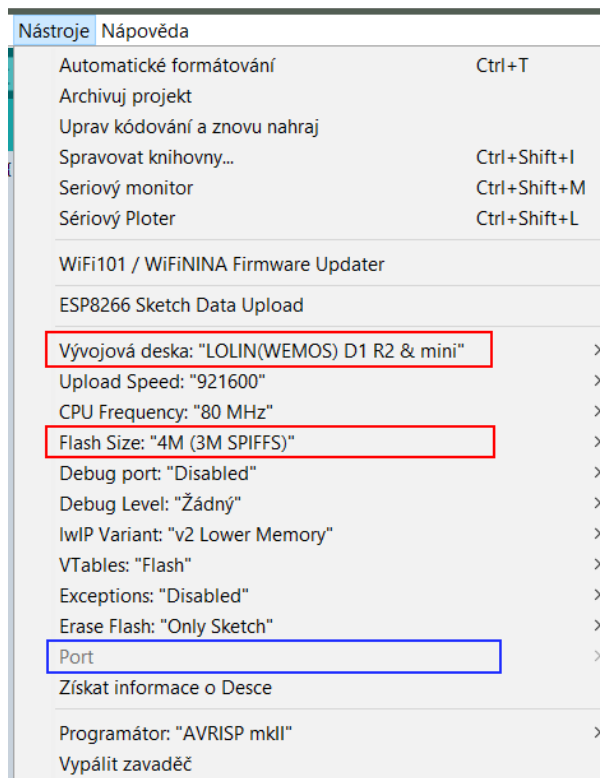 Nástroje Nápověda
Automatické formátování Ctrl+T
Archivuj projekt
Uprav kódování a znovu nahraj
Spravovat knihovny... Ctrl+Shift+I
Seriový monitor Ctrl+Shift+M
Sériový Ploter Ctrl+Shift+L
WiFi101 / WiFiNINA Firmware Updater
ESP8266 Sketch Data Upload
Vývojová deska: "LOLIN(WEMOS) D1 R2 & mini"
Upload Speed: "921600"
CPU Frequency: "80 MHz"
Flash Size: "4M (3M SPIFFS)"
Debug port: "Disabled"
Debug Level: "Žádný"
lwIP Variant: "v2 Lower Memory"
VTables: "Flash"
Exceptions: "Disabled"
Erase Flash: "Only Sketch"
Port
Získat informace o Desce
Programátor: "AVRISP mkII"
Vypálit zavaděč